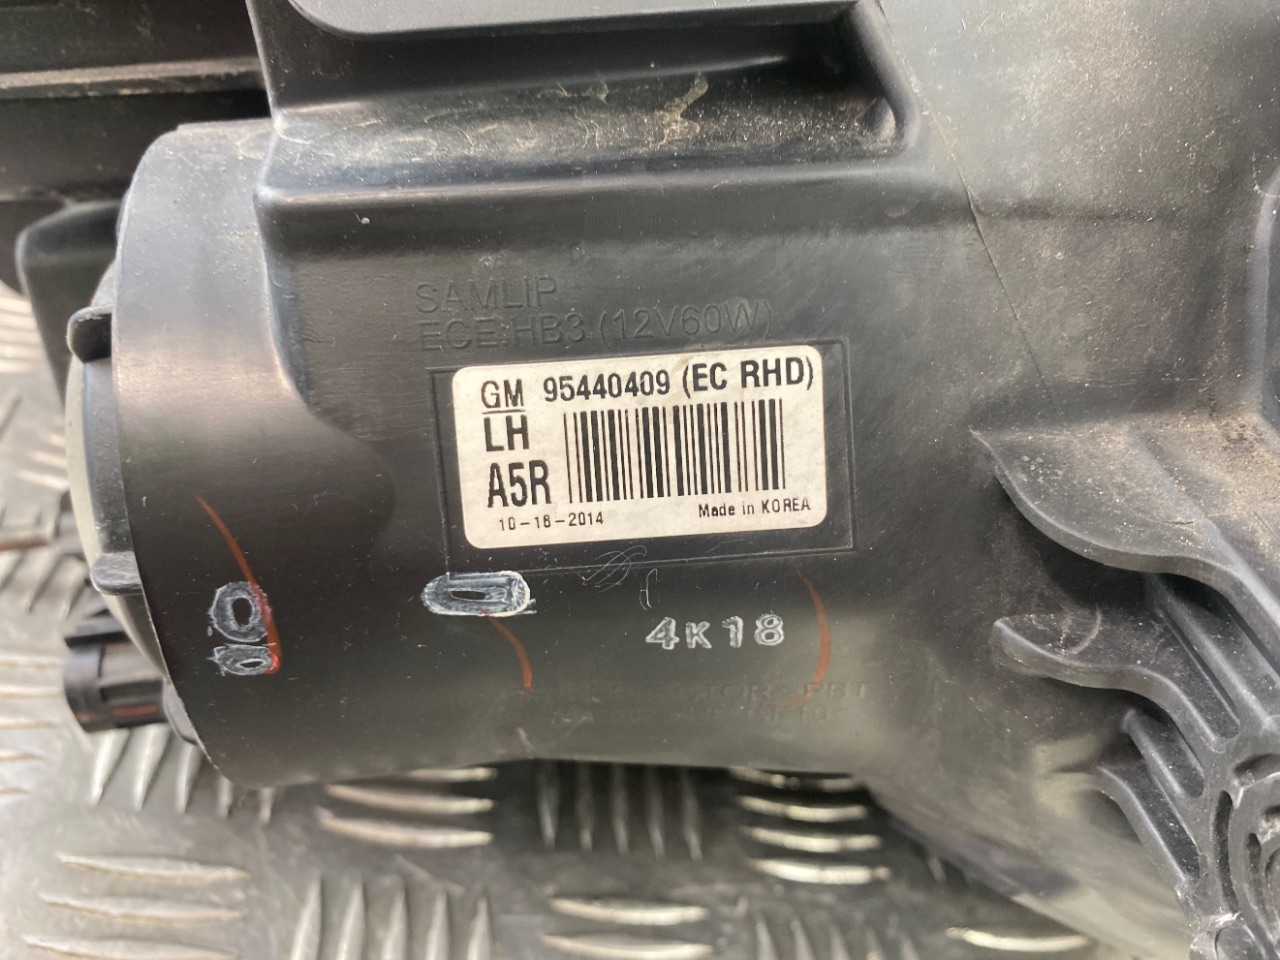 SAMLIP
ECE:HB3 (12V60W)
GM 95440409 (EC RHD)
LH
A5R
10-18-2014 Made in KOREA
4K18